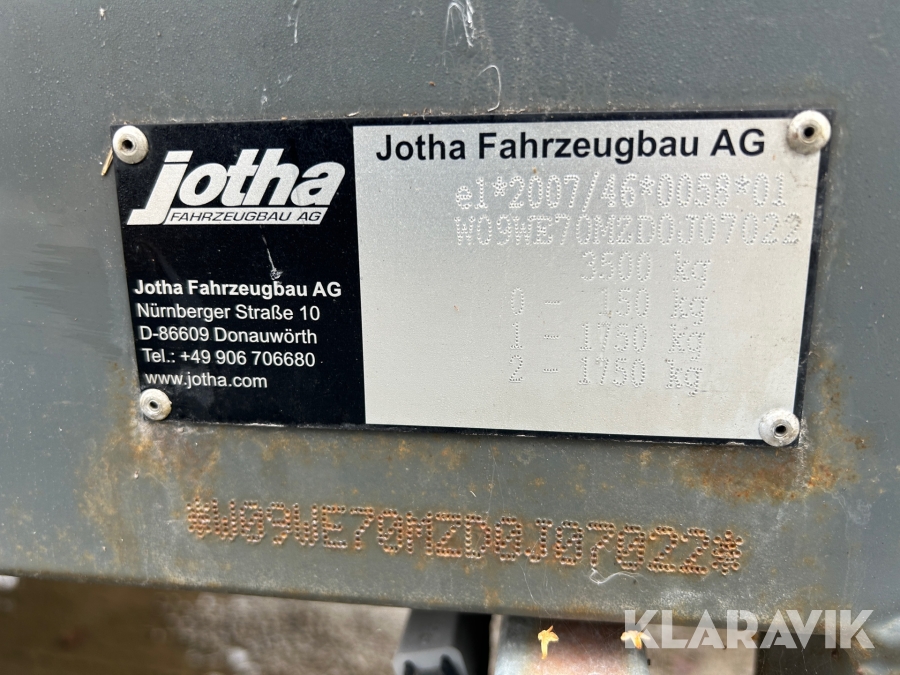 jotha
FAHRZEUGBAU AG
Jotha Fahrzeugbau AG
Nürnberger Straße 10
D-86609 Donauwörth
Tel.: +49 906 706680
www.jotha.com
Jotha Fahrzeugbau AG
e1*2007/46*0058*01
W09WE70MZD0J07022
3500 kg
0 - 150 kg
1 - 1750 kg
2 - 1750 kg
*W09WE70MZD0J07022*
KLARAVIK